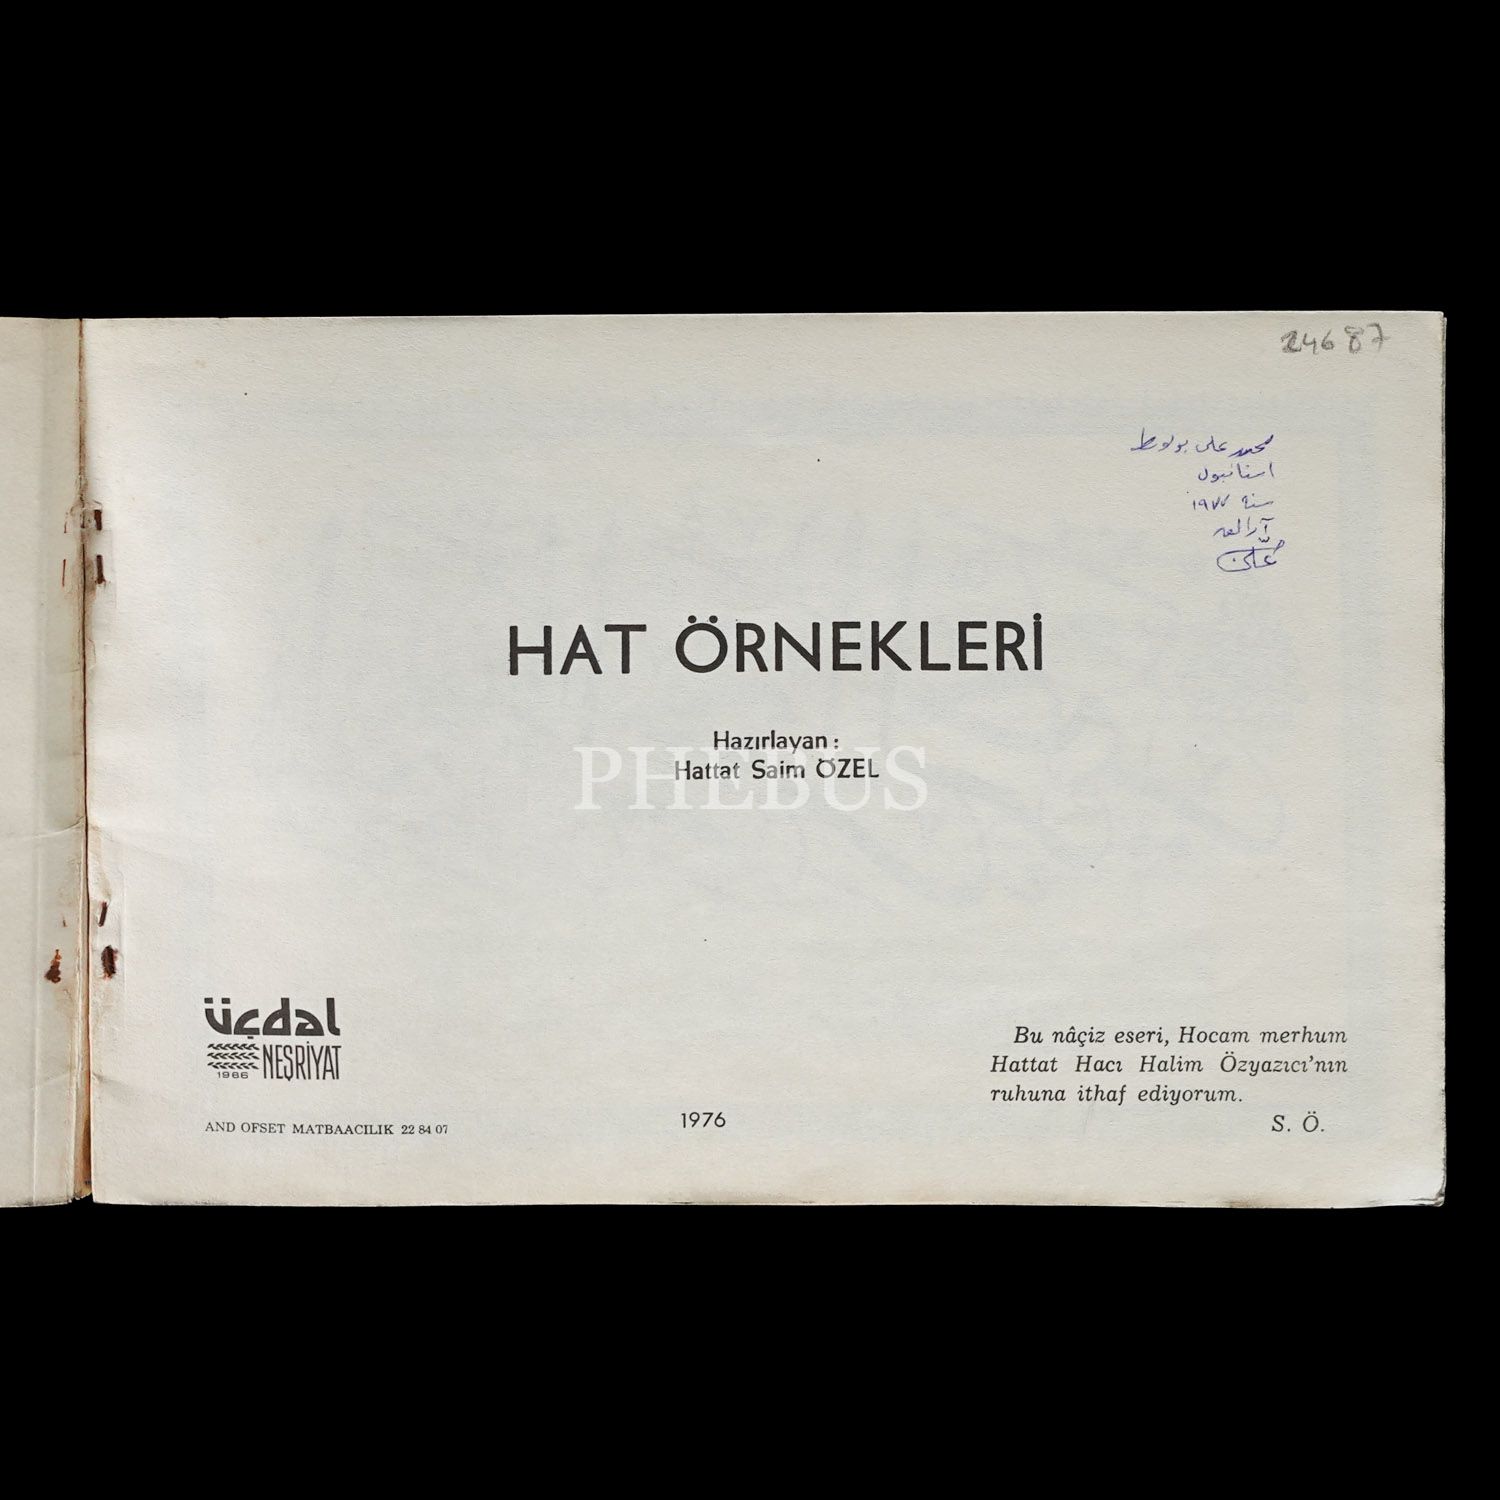 24687
محمد علی بولوط
استانبول
سنة ١٩٧٧
HAT ÖRNEKLERİ
Hazırlayan :
Hattat Saim ÖZEL
PHEBUS
üçdal
NEŞRİYAT
1966
AND OFSET MATBAACILIK 22 84 07
1976
Bu nâçiz eseri, Hocam merhum
Hattat Hacı Halim Özyazıcı'nın
ruhuna ithaf ediyorum.
S. Ö.